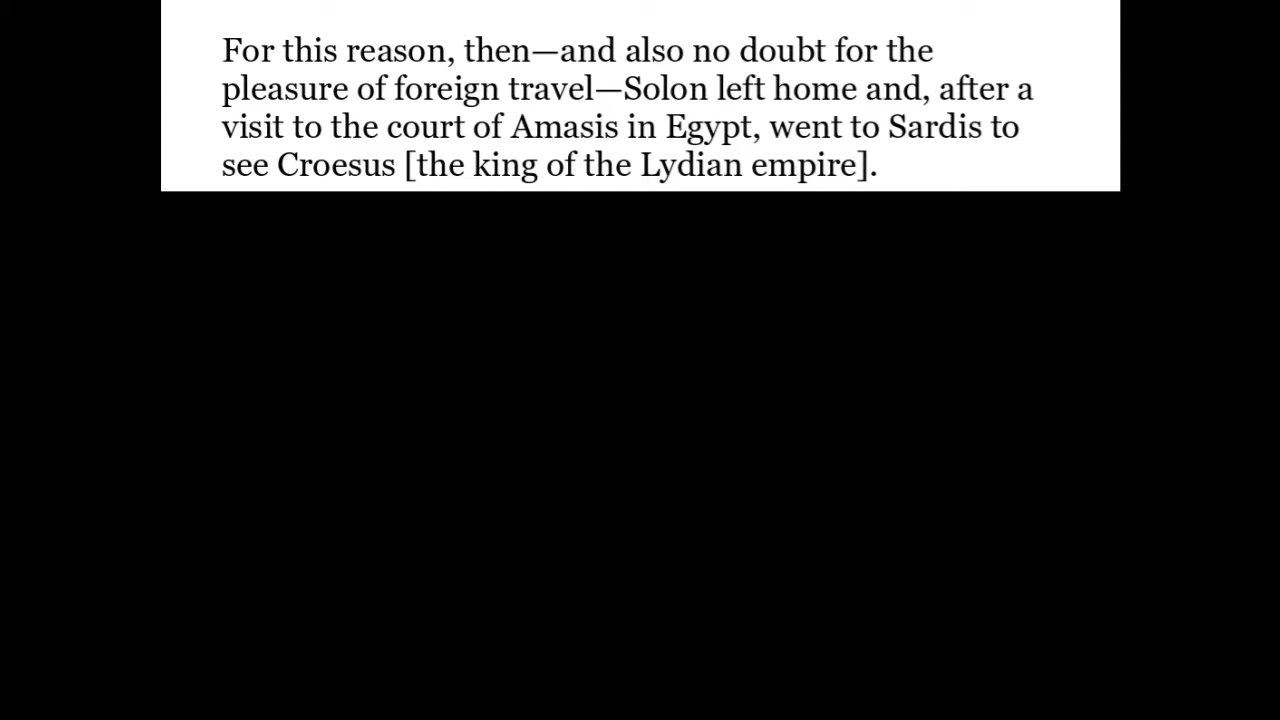 For this reason, then—and also no doubt for the
pleasure of foreign travel—Solon left home and, after a
visit to the court of Amasis in Egypt, went to Sardis to
see Croesus [the king of the Lydian empire].